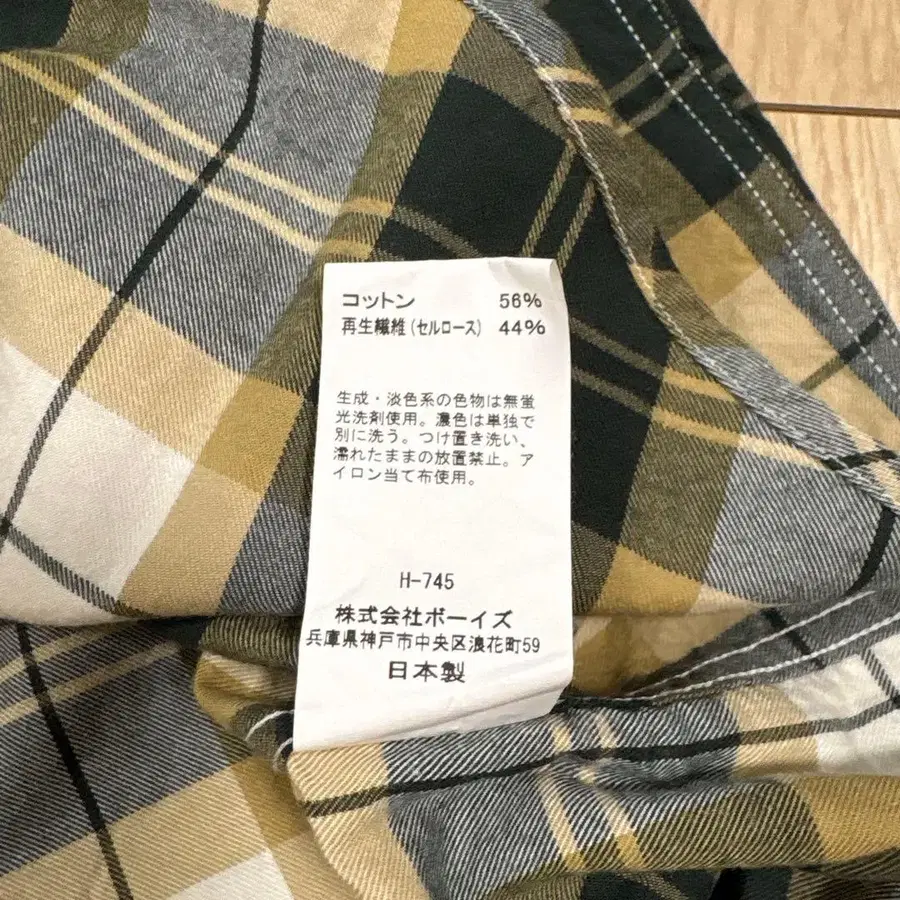 コットン 56%
再生繊維(セルロース) 44%
生成・淡色系の色物は無蛍
光洗剤使用。濃色は単独で
別に洗う。つけ置き洗い、
濡れたままの放置禁止。ア
イロン当て布使用。
H-745
株式会社ボーイズ
兵庫県神戸市中央区浪花町59
日本製